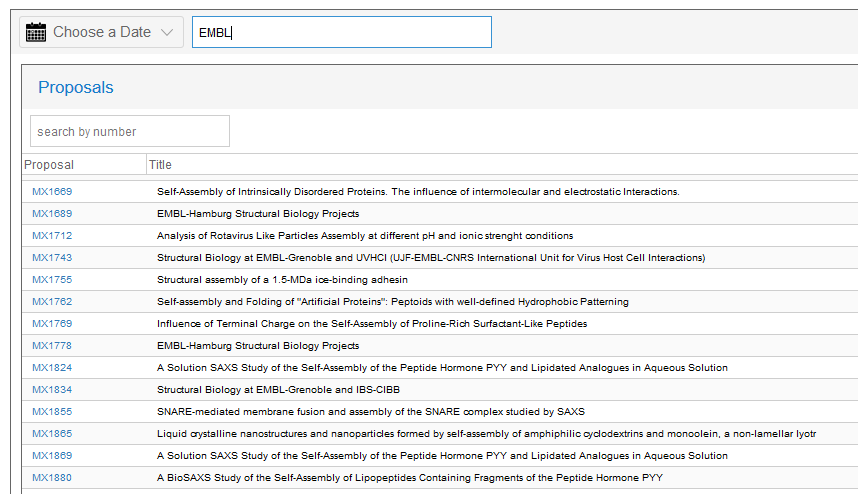 Choose a Date EMBL
Proposals
search by number
Proposal Title
MX1669 Self-Assembly of Intrinsically Disordered Proteins. The influence of intermolecular and electrostatic Interactions.
MX1689 EMBL-Hamburg Structural Biology Projects
MX1712 Analysis of Rotavirus Like Particles Assembly at different pH and ionic strenght conditions
MX1743 Structural Biology at EMBL-Grenoble and UVHCI (UJF-EMBL-CNRS International Unit for Virus Host Cell Interactions)
MX1755 Structural assembly of a 1.5-MDa ice-binding adhesin
MX1762 Self-assembly and Folding of "Artificial Proteins": Peptoids with well-defined Hydrophobic Patterning
MX1769 Influence of Terminal Charge on the Self-Assembly of Proline-Rich Surfactant-Like Peptides
MX1778 EMBL-Hamburg Structural Biology Projects
MX1824 A Solution SAXS Study of the Self-Assembly of the Peptide Hormone PYY and Lipidated Analogues in Aqueous Solution
MX1834 Structural Biology at EMBL-Grenoble and IBS-CIBB
MX1855 SNARE-mediated membrane fusion and assembly of the SNARE complex studied by SAXS
MX1865 Liquid crystalline nanostructures and nanoparticles formed by self-assembly of amphiphilic cyclodextrins and monoolein, a non-lamellar lyotr
MX1869 A Solution SAXS Study of the Self-Assembly of the Peptide Hormone PYY and Lipidated Analogues in Aqueous Solution
MX1880 A BioSAXS Study of the Self-Assembly of Lipopeptides Containing Fragments of the Peptide Hormone PYY